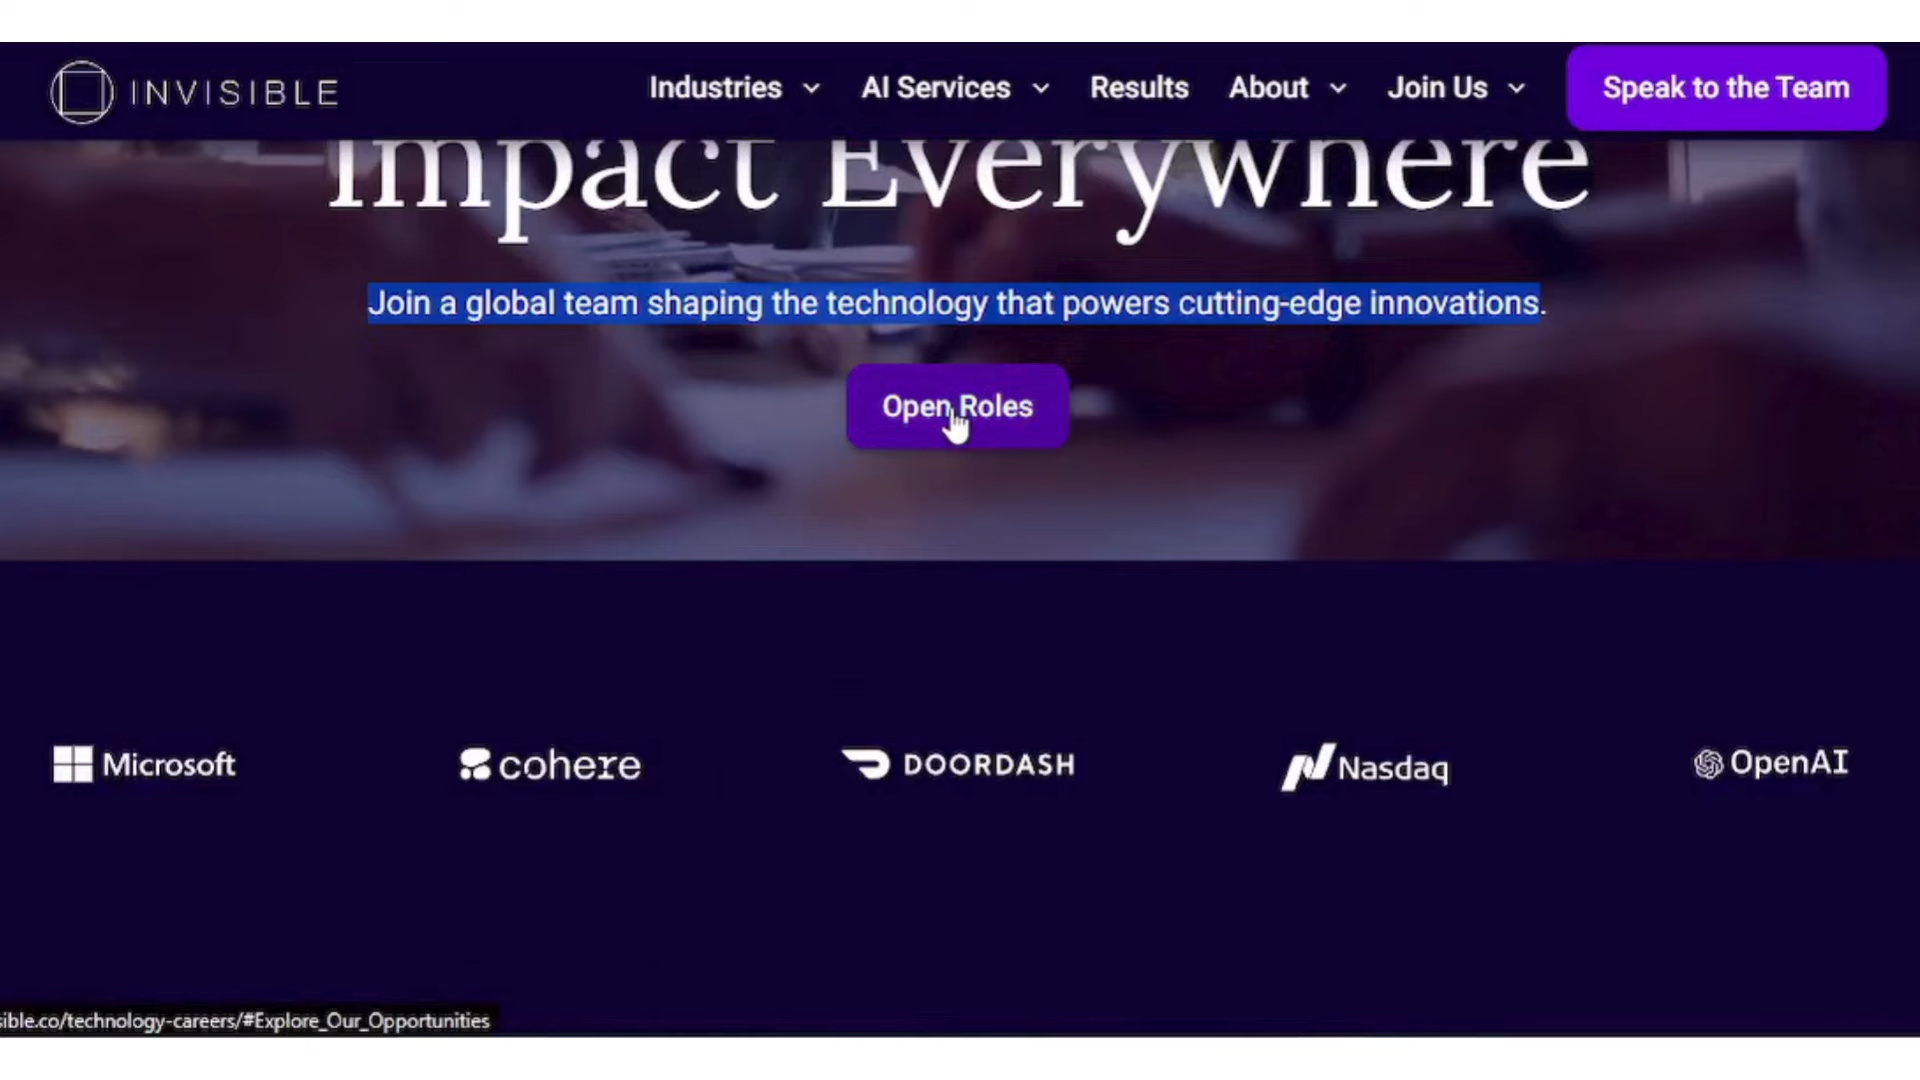 INVISIBLE
Industries
AI Services
Results
About
Join Us
Speak to the Team
Impact Everywhere
Join a global team shaping the technology that powers cutting-edge innovations.
Open Roles
Microsoft
cohere
DOORDASH
Nasdaq
OpenAI
sible.co/technology-careers/#Explore_Our_Opportunities